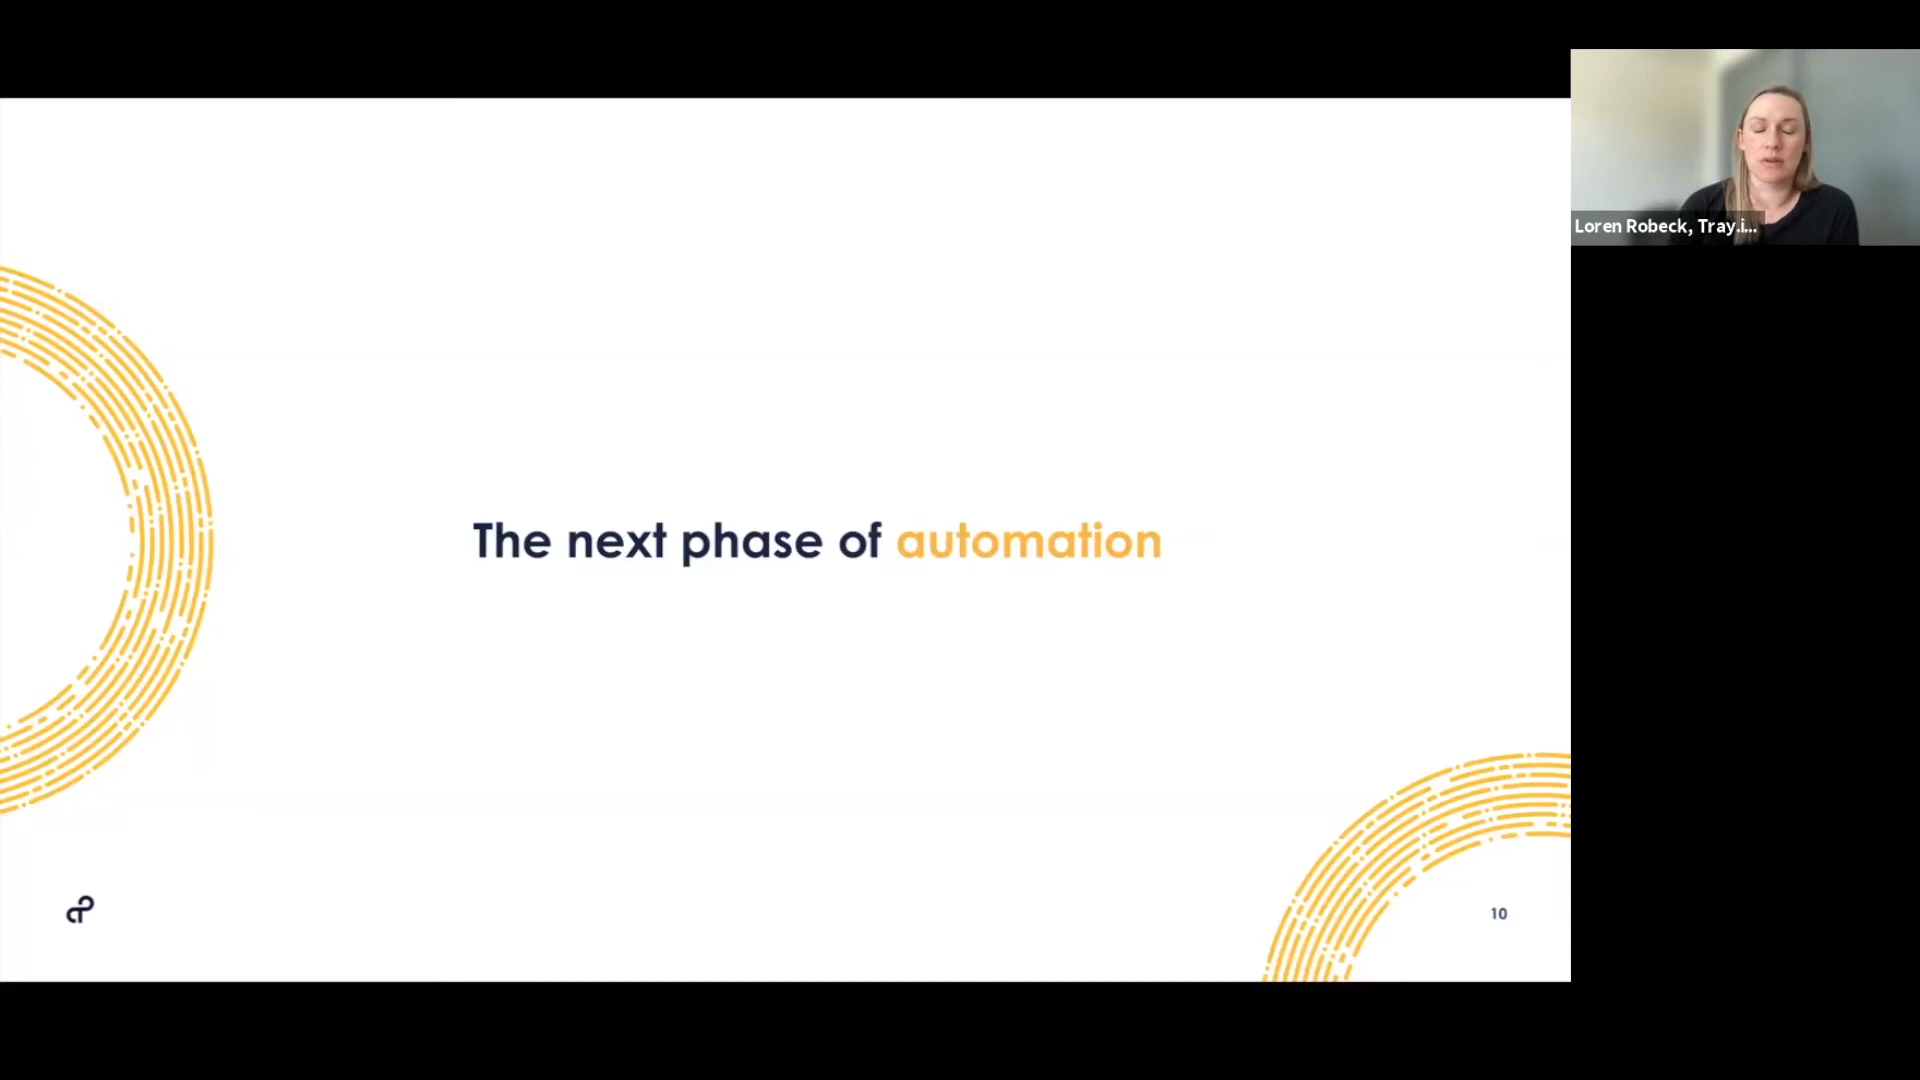 Loren Robeck, Tray.i...
The next phase of automation
10